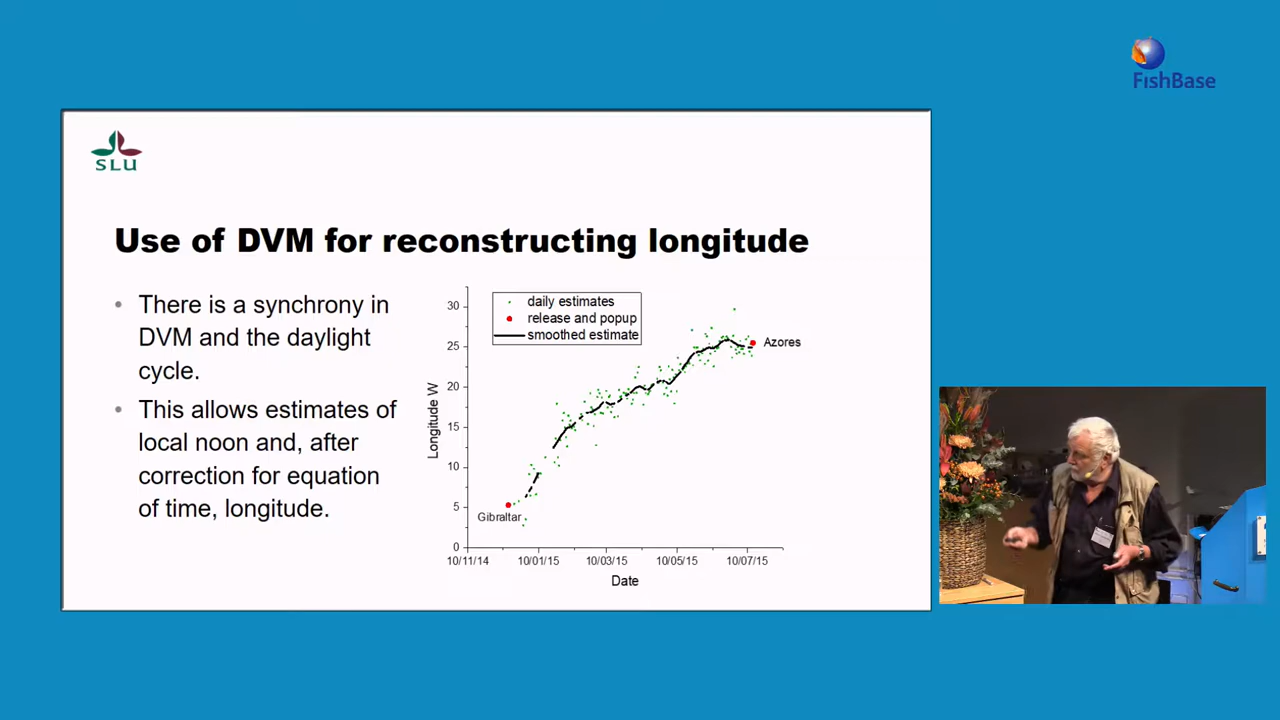 FishBase
SLU
Use of DVM for reconstructing longitude
• There is a synchrony in
DVM and the daylight
cycle.
• This allows estimates of
local noon and, after
correction for equation
of time, longitude.
daily estimates
release and popup
smoothed estimate
Longitude W
30
25
20
15
10
5
0
Azores
Gibraltar
10/11/14 10/01/15 10/03/15 10/05/15 10/07/15
Date